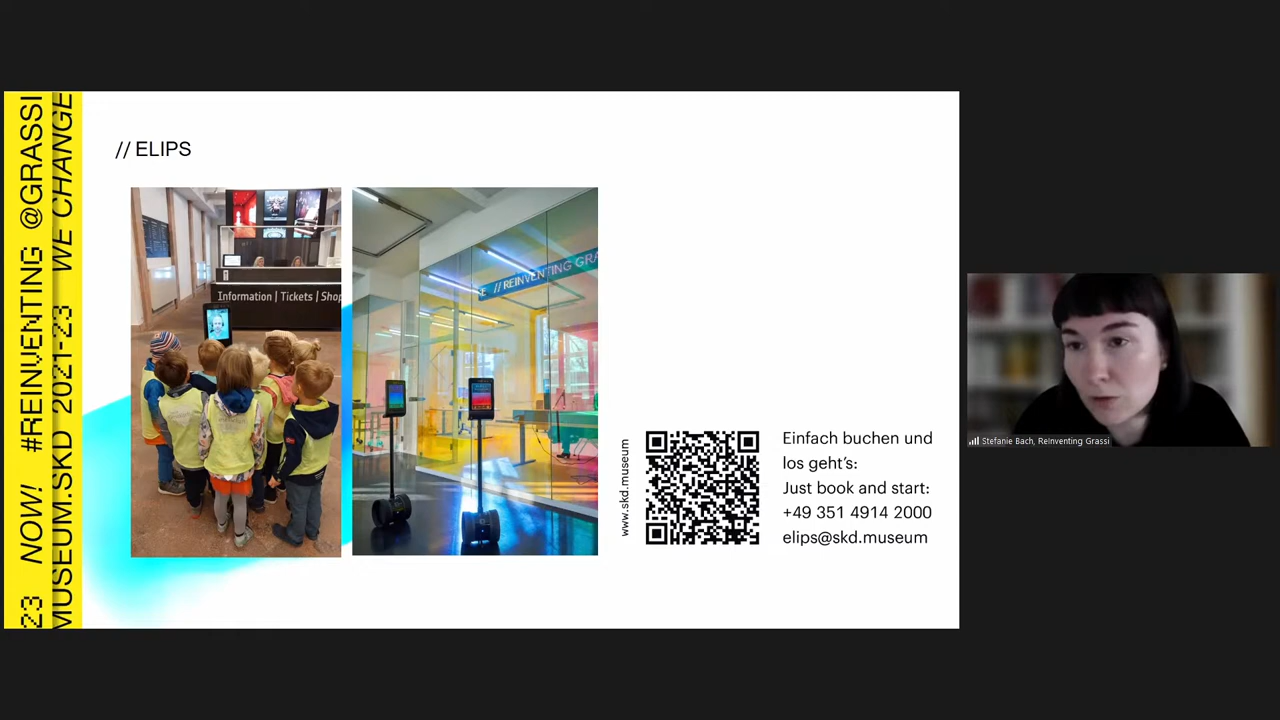 23 NOW! #REINVENTING @GRASSI
MUSEUM.SKD 2021-23 WE CHANGE
// ELIPS
Information | Tickets | Shop
// REINVENTING GRA
www.skd.museum
Einfach buchen und
los geht's:
Just book and start:
+49 351 4914 2000
elips@skd.museum
Stefanie Bach, Reinventing Grassi